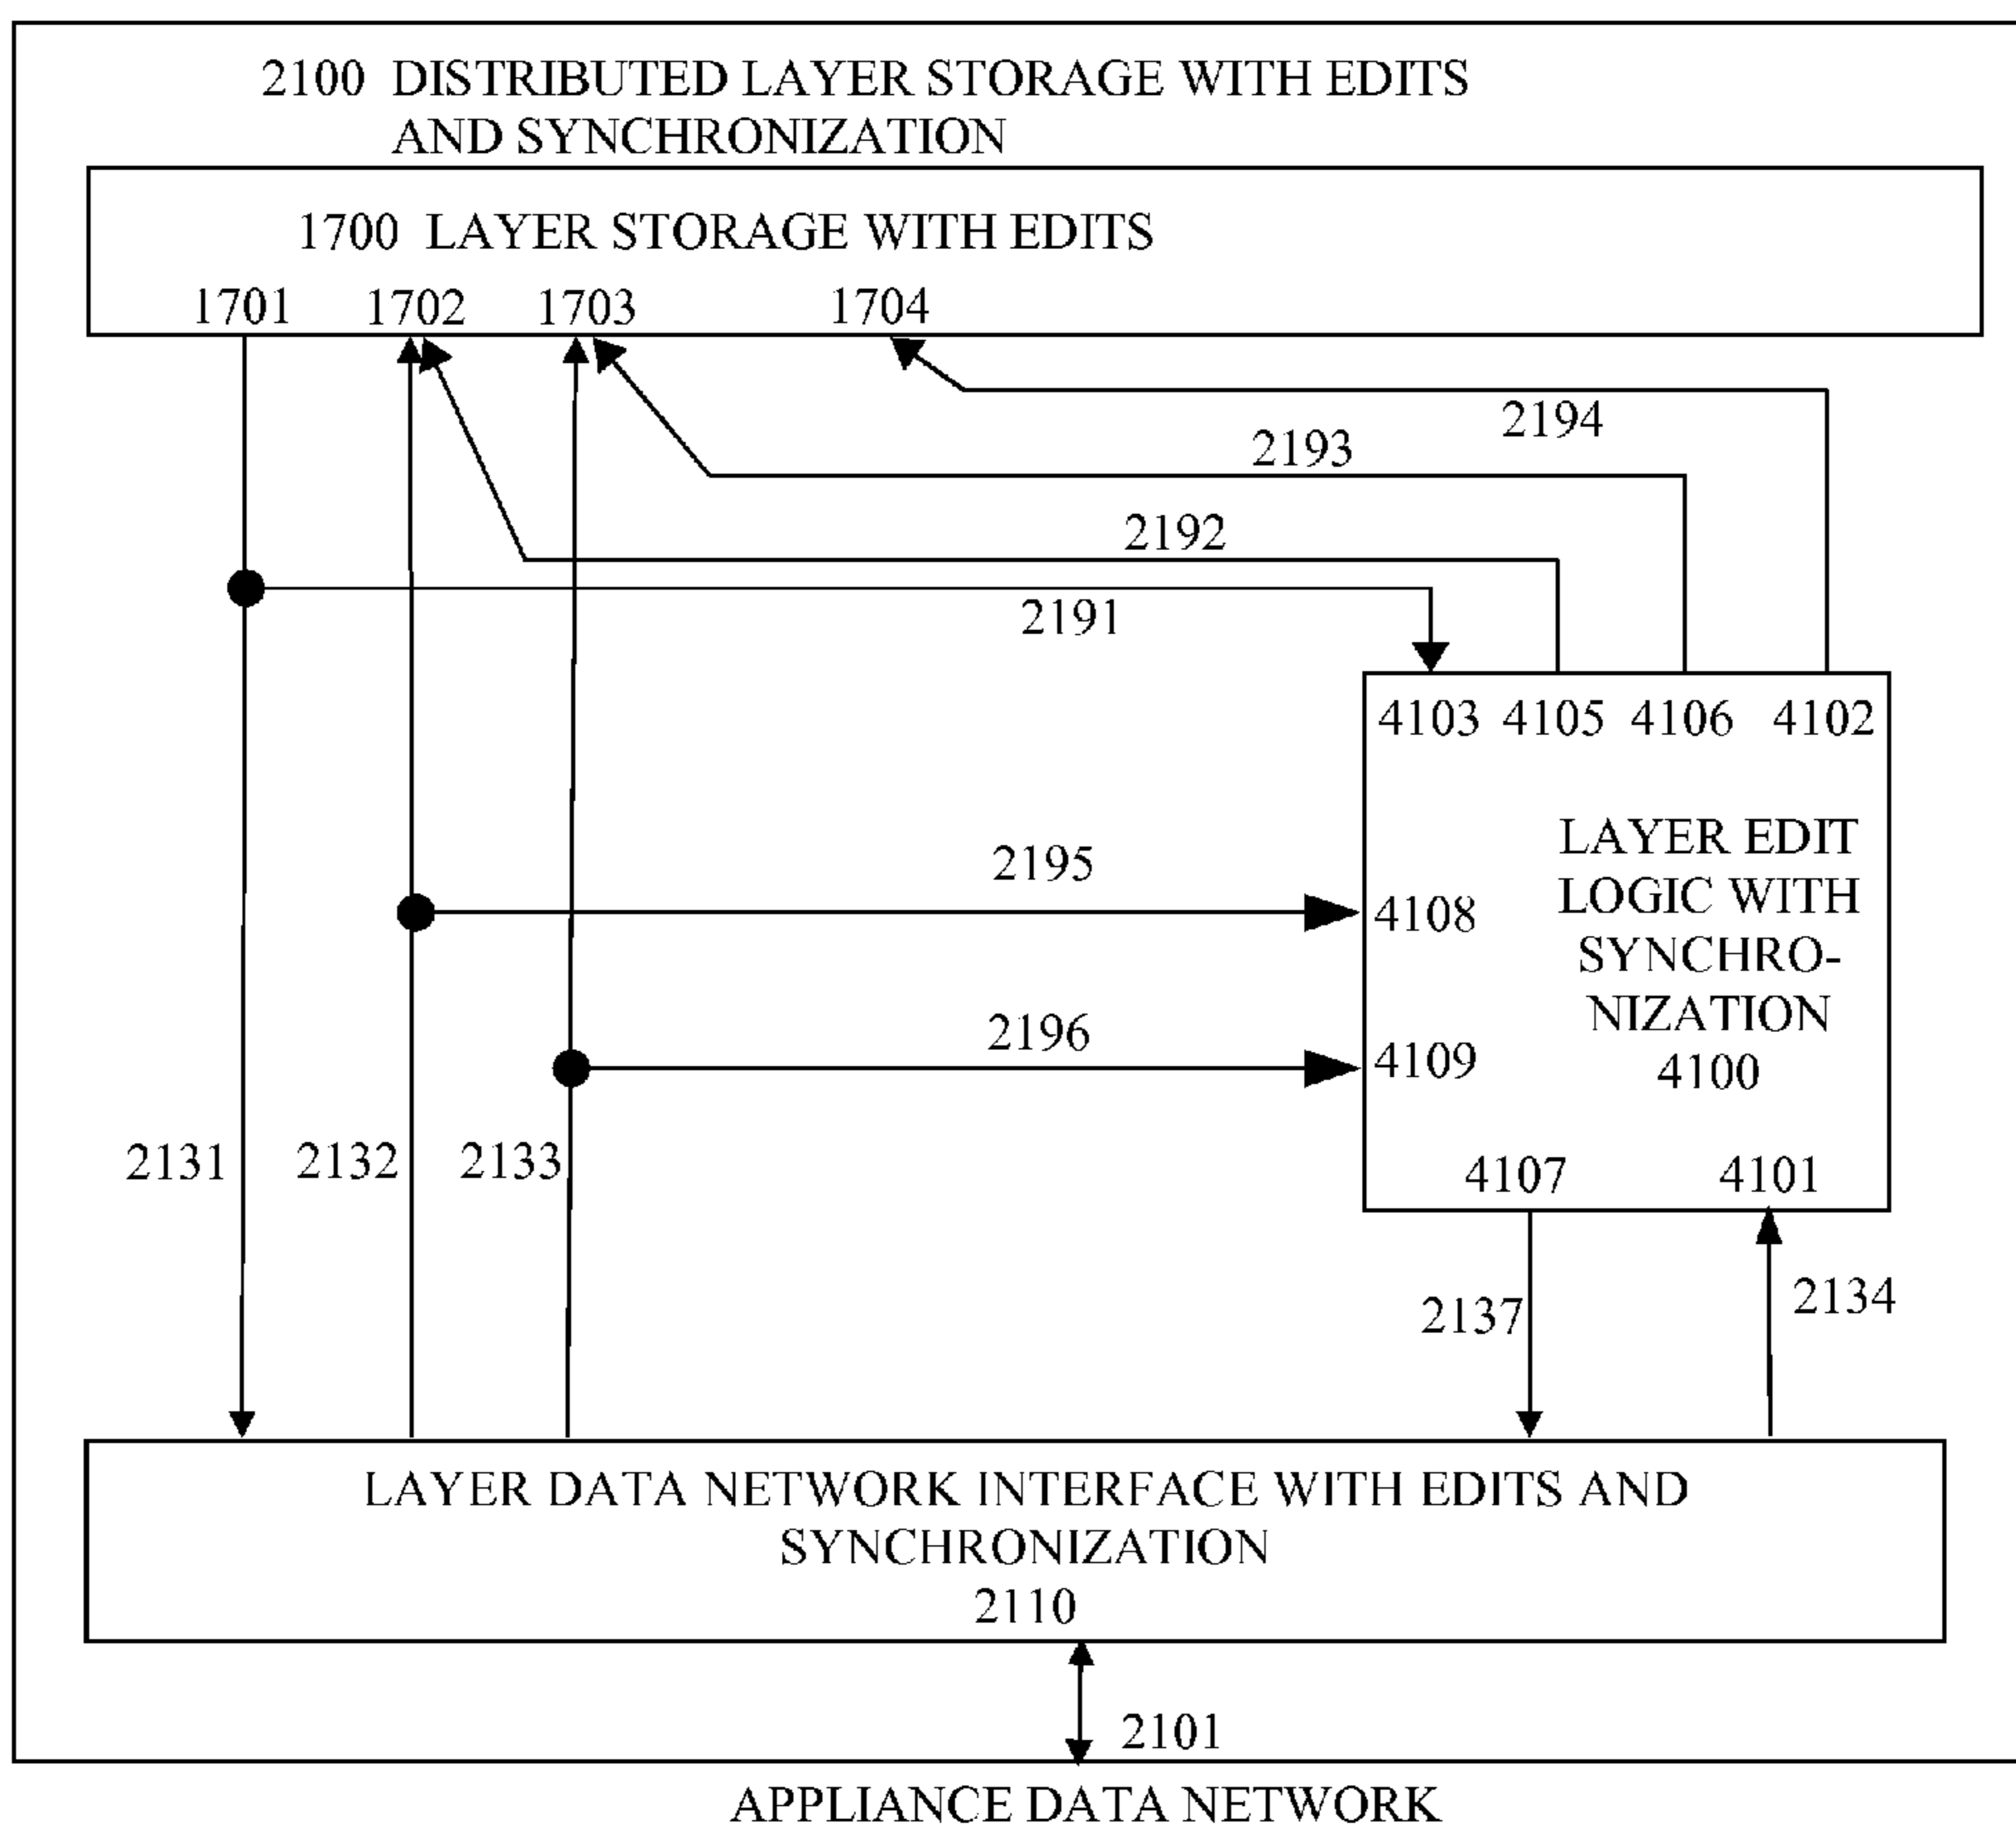 2100 DISTRIBUTED LAYER STORAGE WITH EDITS
AND SYNCHRONIZATION
1700 LAYER STORAGE WITH EDITS
1701 1702 1703 1704
2194
2193
2192
2191
4103 4105 4106 4102
LAYER EDIT
LOGIC WITH
SYNCHRO-
NIZATION
4100
2195
4108
2196
4109
2131 2132 2133
4107 4101
2137
2134
LAYER DATA NETWORK INTERFACE WITH EDITS AND
SYNCHRONIZATION
2110
2101
APPLIANCE DATA NETWORK